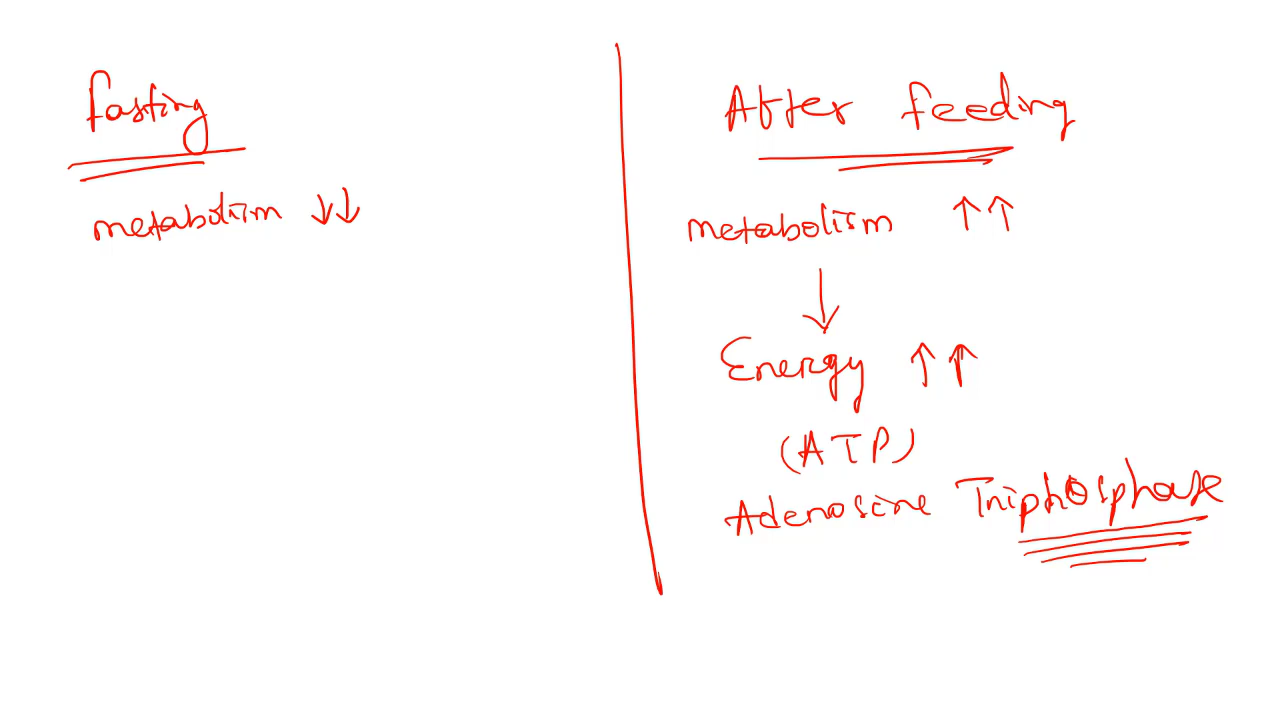 fasting
metabolism ↓↓
After feeding
metabolism ↑↑
↓
Energy ↑↑
(ATP)
Adenosine Triphosphate